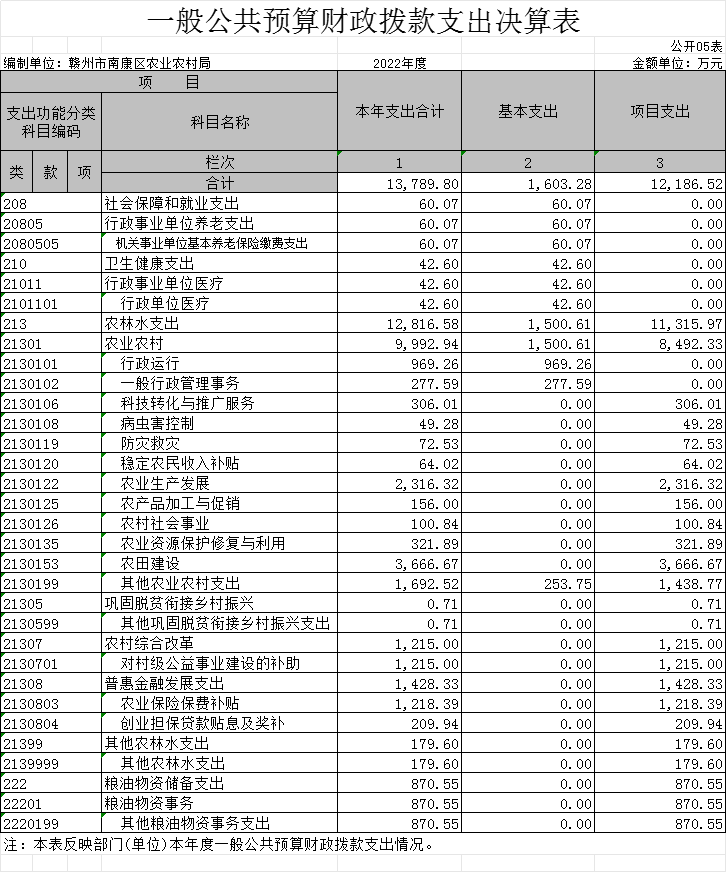 一般公共预算财政拨款支出决算表
公开05表
编制单位：赣州市南康区农业农村局 2022年度 金额单位：万元
项 目 本年支出合计 基本支出 项目支出
支出功能分类科目编码 科目名称
类 款 项 栏次 1 2 3
合计 13,789.80 1,603.28 12,186.52
208 社会保障和就业支出 60.07 60.07 0.00
20805 行政事业单位养老支出 60.07 60.07 0.00
2080505 机关事业单位基本养老保险缴费支出 60.07 60.07 0.00
210 卫生健康支出 42.60 42.60 0.00
21011 行政事业单位医疗 42.60 42.60 0.00
2101101 行政单位医疗 42.60 42.60 0.00
213 农林水支出 12,816.58 1,500.61 11,315.97
21301 农业农村 9,992.94 1,500.61 8,492.33
2130101 行政运行 969.26 969.26 0.00
2130102 一般行政管理事务 277.59 277.59 0.00
2130106 科技转化与推广服务 306.01 0.00 306.01
2130108 病虫害控制 49.28 0.00 49.28
2130119 防灾救灾 72.53 0.00 72.53
2130120 稳定农民收入补贴 64.02 0.00 64.02
2130122 农业生产发展 2,316.32 0.00 2,316.32
2130125 农产品加工与促销 156.00 0.00 156.00
2130126 农村社会事业 100.84 0.00 100.84
2130135 农业资源保护修复与利用 321.89 0.00 321.89
2130153 农田建设 3,666.67 0.00 3,666.67
2130199 其他农业农村支出 1,692.52 253.75 1,438.77
21305 巩固脱贫衔接乡村振兴 0.71 0.00 0.71
2130599 其他巩固脱贫衔接乡村振兴支出 0.71 0.00 0.71
21307 农村综合改革 1,215.00 0.00 1,215.00
2130701 对村级公益事业建设的补助 1,215.00 0.00 1,215.00
21308 普惠金融发展支出 1,428.33 0.00 1,428.33
2130803 农业保险保费补贴 1,218.39 0.00 1,218.39
2130804 创业担保贷款贴息及奖补 209.94 0.00 209.94
21399 其他农林水支出 179.60 0.00 179.60
2139999 其他农林水支出 179.60 0.00 179.60
222 粮油物资储备支出 870.55 0.00 870.55
22201 粮油物资事务 870.55 0.00 870.55
2220199 其他粮油物资事务支出 870.55 0.00 870.55
注：本表反映部门(单位)本年度一般公共预算财政拨款支出情况。